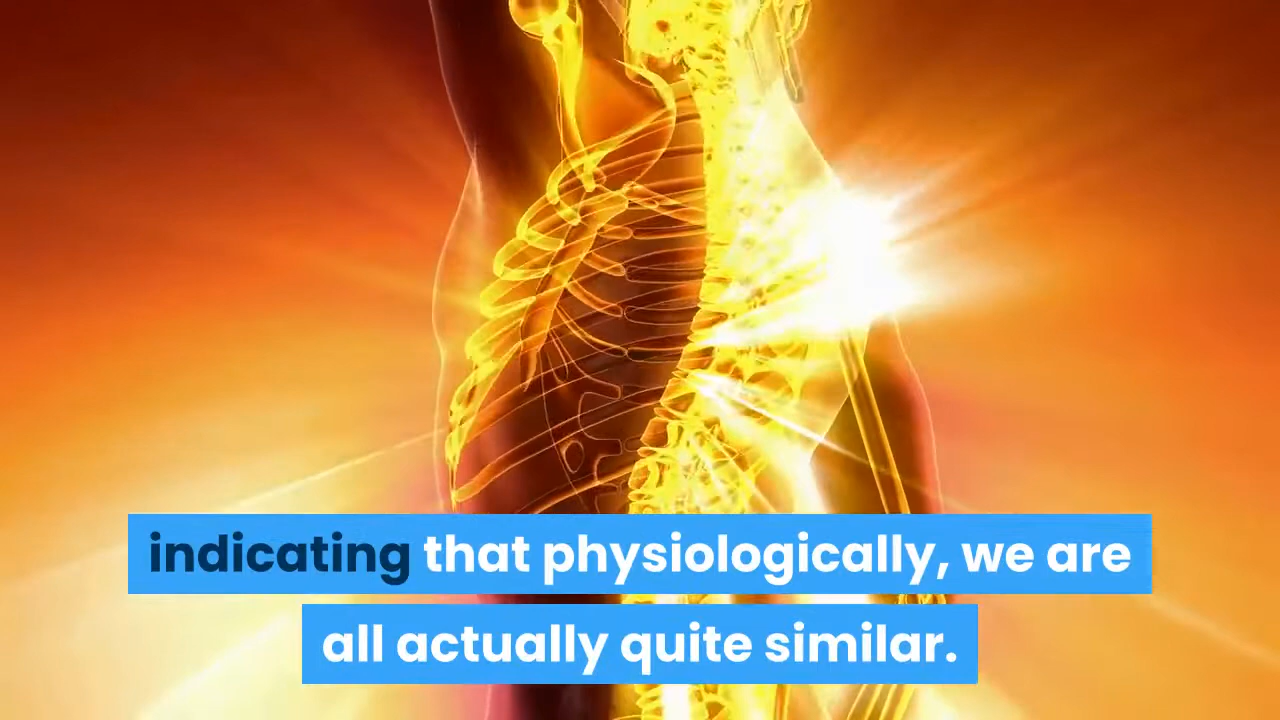 indicating that physiologically, we are
all actually quite similar.